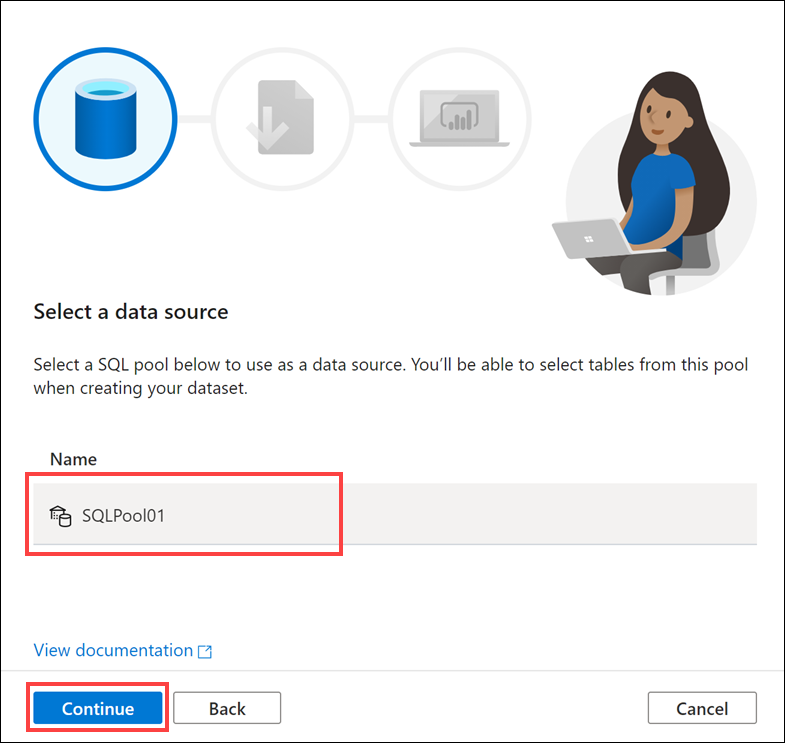 Select a data source
Select a SQL pool below to use as a data source. You’ll be able to select tables from this pool
when creating your dataset.
Name
SQLPool01
View documentation
Continue
Back
Cancel